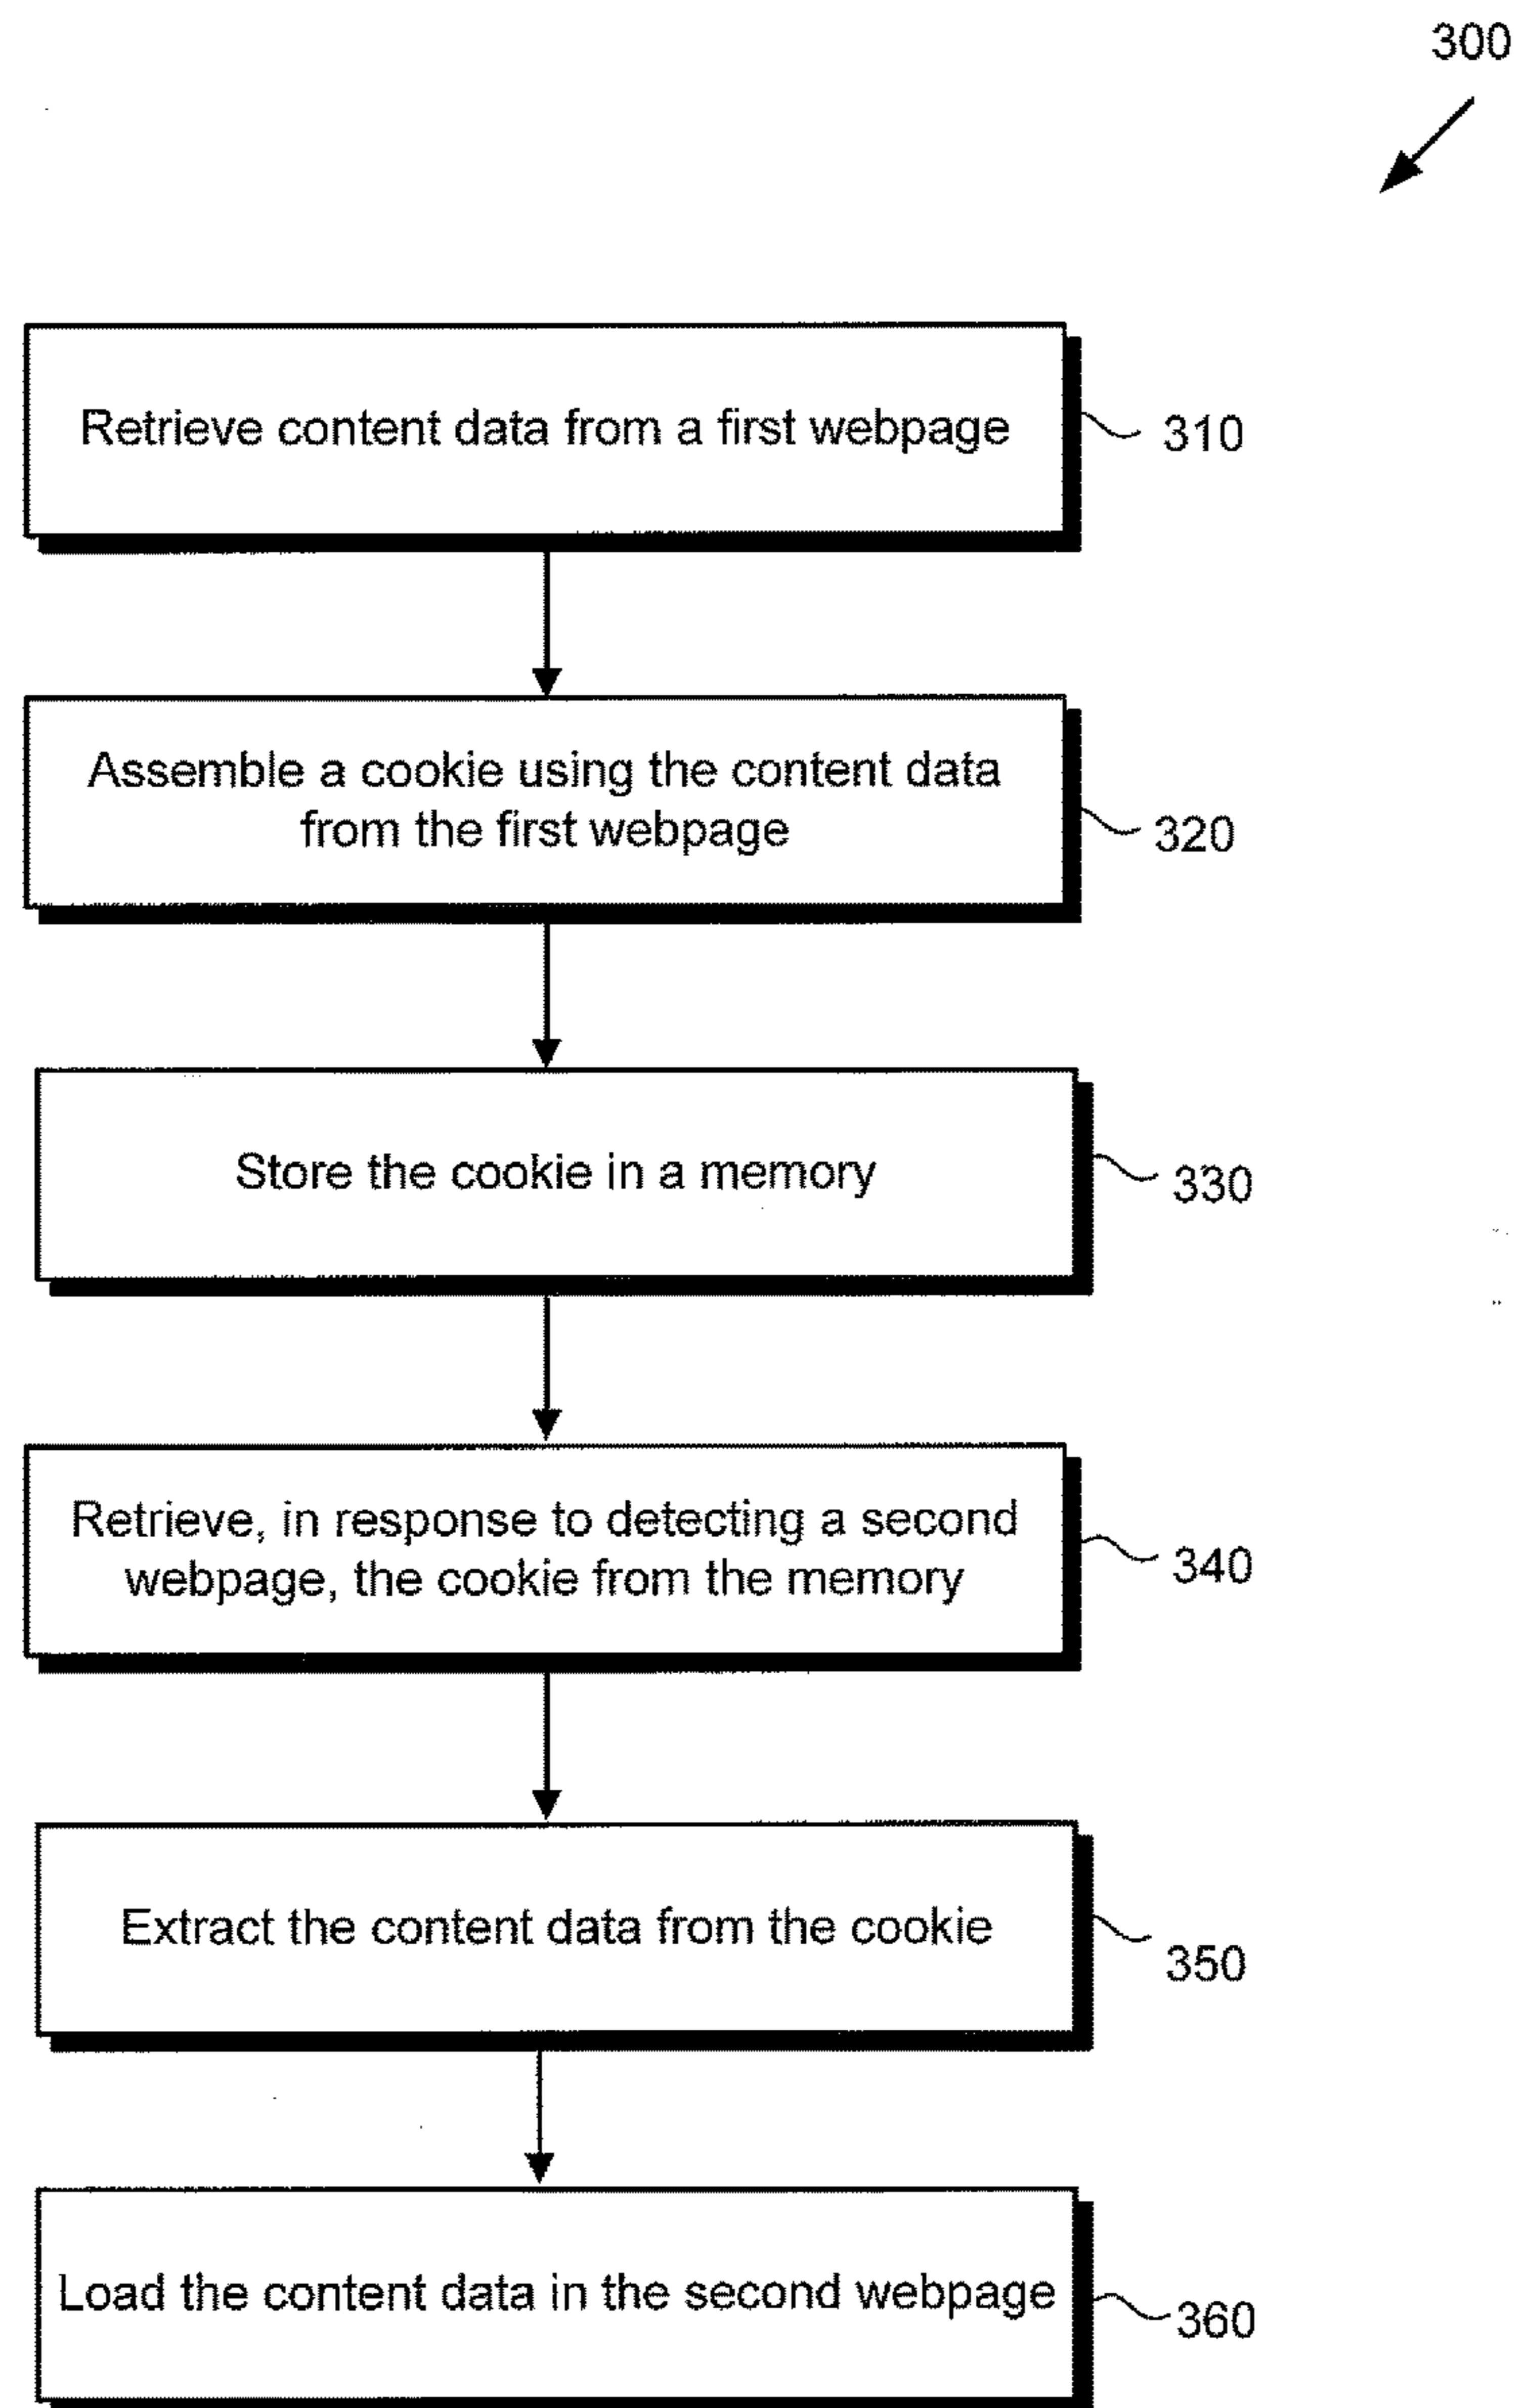 300
Retrieve content data from a first webpage
310
Assemble a cookie using the content data
from the first webpage
320
Store the cookie in a memory
330
Retrieve, in response to detecting a second
webpage, the cookie from the memory
340
Extract the content data from the cookie
350
Load the content data in the second webpage
360